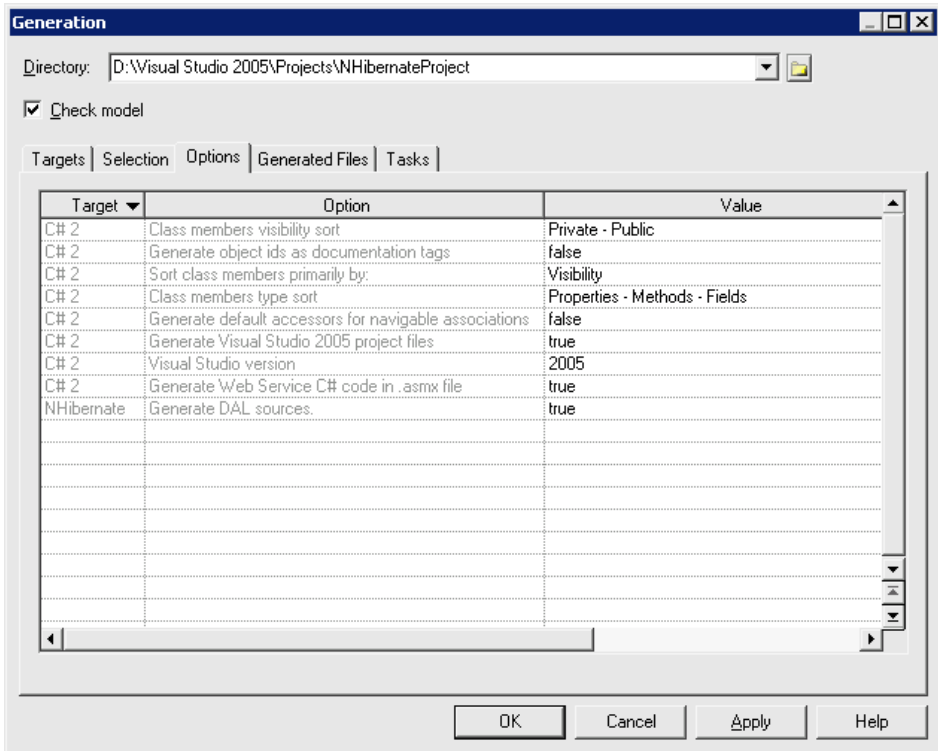 Generation
Directory: D:\Visual Studio 2005\Projects\NHibernateProject
Check model
Targets Selection Options Generated Files Tasks
Target Option Value
C# 2 Class members visibility sort Private - Public
C# 2 Generate object ids as documentation tags false
C# 2 Sort class members primarily by: Visibility
C# 2 Class members type sort Properties - Methods - Fields
C# 2 Generate default accessors for navigable associations false
C# 2 Generate Visual Studio 2005 project files true
C# 2 Visual Studio version 2005
C# 2 Generate Web Service C# code in .asmx file true
NHibernate Generate DAL sources. true
OK Cancel Apply Help